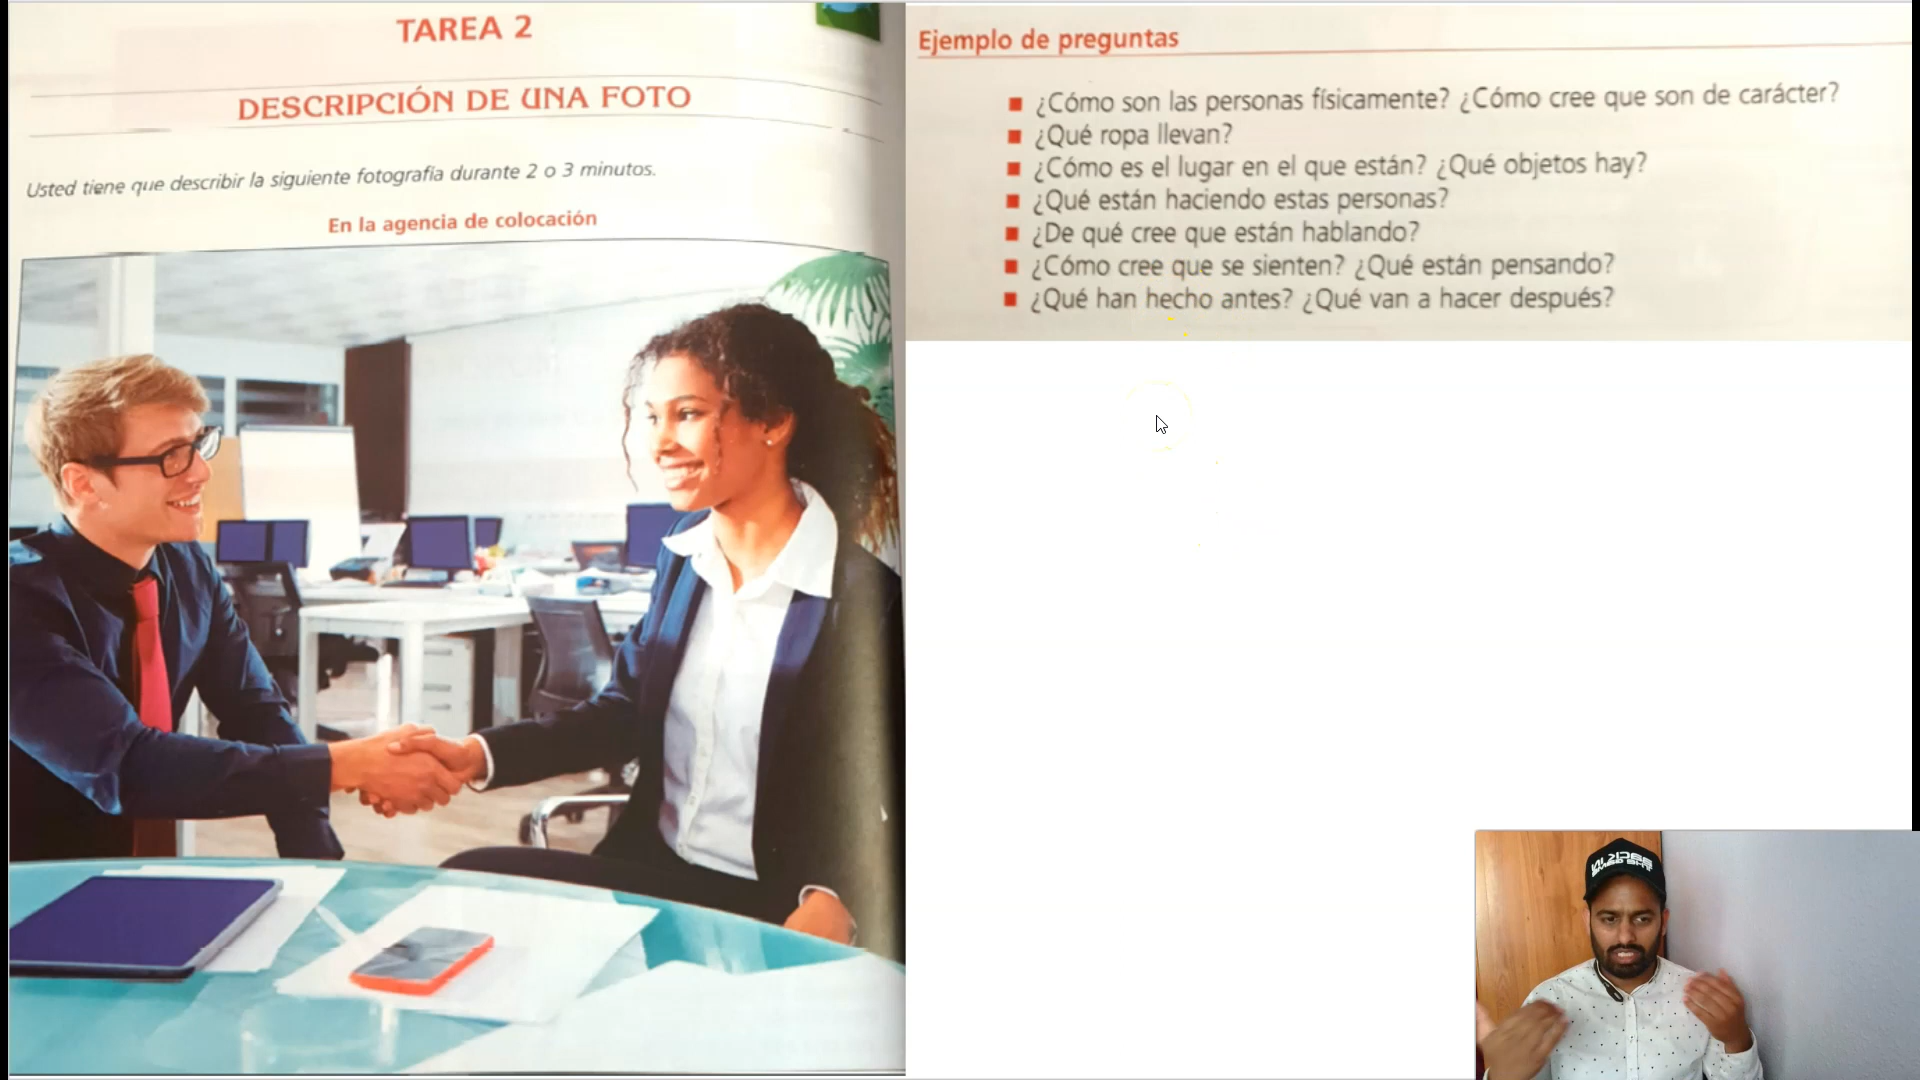 TAREA 2
DESCRIPCIÓN DE UNA FOTO
Usted tiene que describir la siguiente fotografía durante 2 o 3 minutos.
En la agencia de colocación
Ejemplo de preguntas
¿Cómo son las personas físicamente? ¿Cómo cree que son de carácter?
¿Qué ropa llevan?
¿Cómo es el lugar en el que están? ¿Qué objetos hay?
¿Qué están haciendo estas personas?
¿De qué cree que están hablando?
¿Cómo cree que se sienten? ¿Qué están pensando?
¿Qué han hecho antes? ¿Qué van a hacer después?